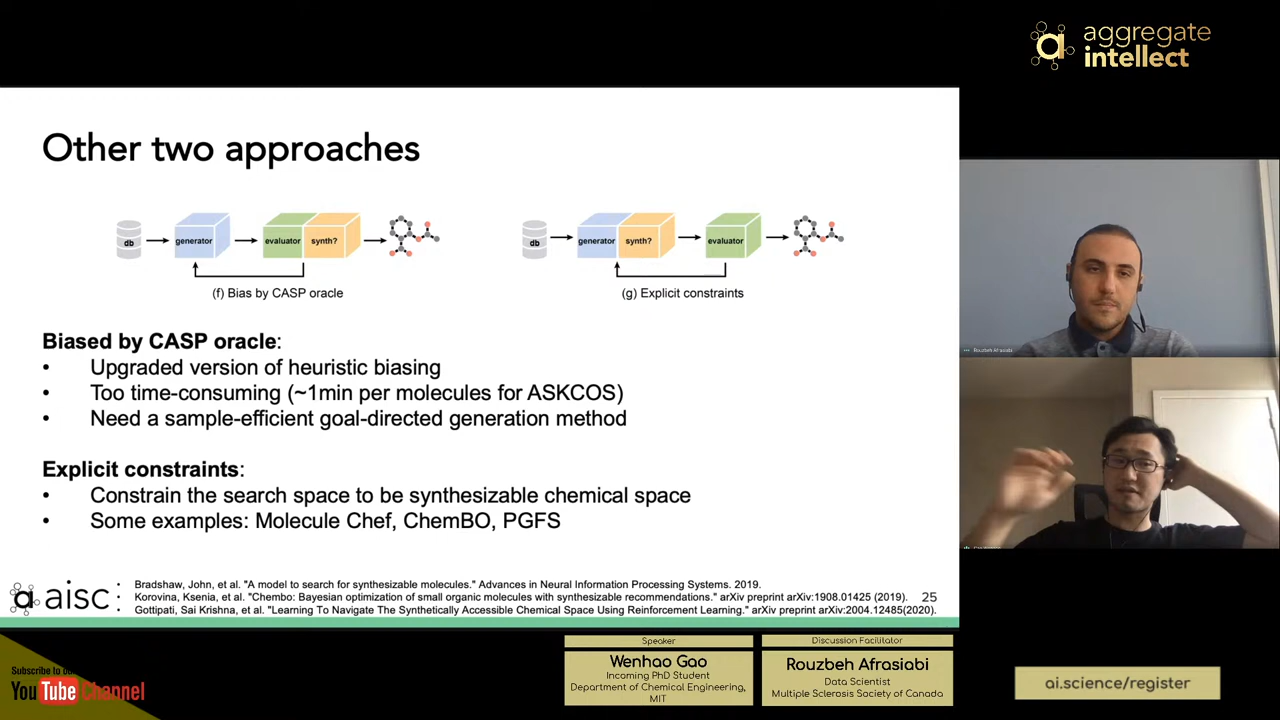 aggregate
intellect
Other two approaches
db
generator
evaluator
synth?
(f) Bias by CASP oracle
db
generator
synth?
evaluator
(g) Explicit constraints
Biased by CASP oracle:
• Upgraded version of heuristic biasing
• Too time-consuming (~1min per molecules for ASKCOS)
• Need a sample-efficient goal-directed generation method
Explicit constraints:
• Constrain the search space to be synthesizable chemical space
• Some examples: Molecule Chef, ChemBO, PGFS
a aisc
• Bradshaw, John, et al. "A model to search for synthesizable molecules." Advances in Neural Information Processing Systems. 2019.
• Korovina, Ksenia, et al. "Chembo: Bayesian optimization of small organic molecules with synthesizable recommendations." arXiv preprint arXiv:1908.01425 (2019).
• Gottipati, Sai Krishna, et al. "Learning To Navigate The Synthetically Accessible Chemical Space Using Reinforcement Learning." arXiv preprint arXiv:2004.12485(2020).
25
Rouzbeh Afrasiabi
Subscribe to
YouTube Channel
Speaker
Wenhao Gao
Incoming PhD Student
Department of Chemical Engineering,
MIT
Discussion Facilitator
Rouzbeh Afrasiabi
Data Scientist
Multiple Sclerosis Society of Canada
ai.science/register